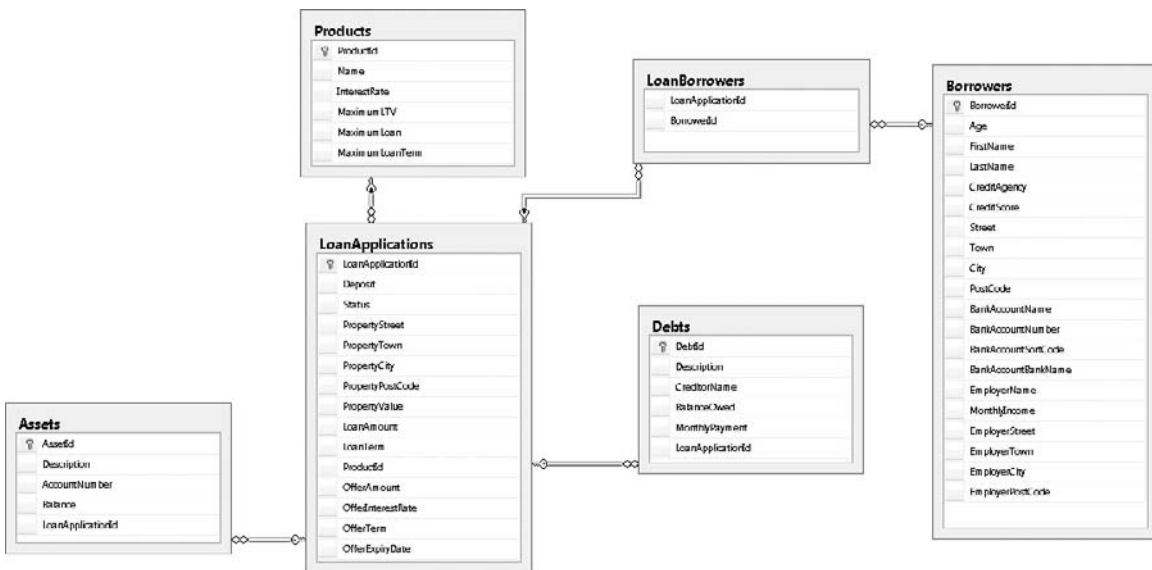 Products
ProductId
Name
InterestRate
MaximumLTV
MaximumLoan
MaximumLoanTerm
LoanBorrowers
LoanApplicationId
BorrowerId
Borrowers
BorrowerId
Age
FirstName
LastName
CreditAgency
CreditScore
Street
Town
City
PostCode
BankAccountName
BankAccountNumber
BankAccountSortCode
BankAccountBankName
EmployerName
MonthlyIncome
EmployerStreet
EmployerTown
EmployerCity
EmployerPostCode
LoanApplications
LoanApplicationId
Deposit
Status
PropertyStreet
PropertyTown
PropertyCity
PropertyPostCode
PropertyValue
LoanAmount
LoanTerm
ProductId
OfferAmount
OfferInterestRate
OfferTerm
OfferExpiryDate
Debts
DebtId
Description
CreditorName
BalanceOwed
MonthlyPayment
LoanApplicationId
Assets
AssetId
Description
AccountNumber
Balance
LoanApplicationId